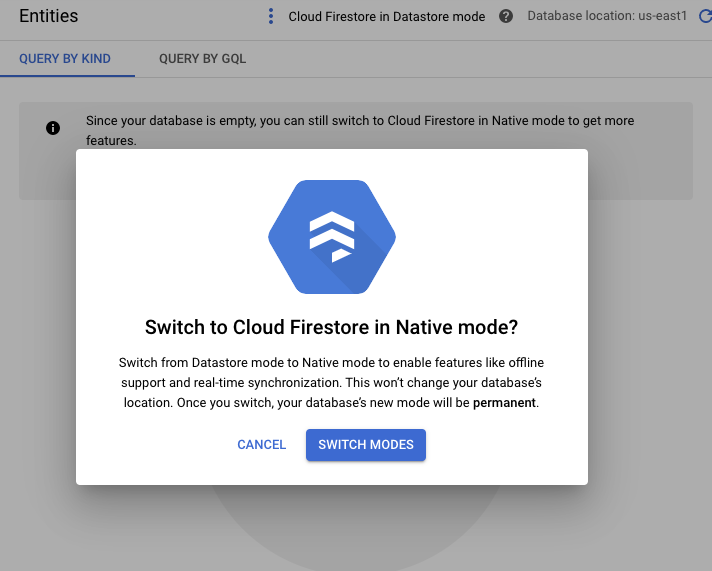 Entities
Cloud Firestore in Datastore mode
Database location: us-east1
QUERY BY KIND
QUERY BY GQL
Since your database is empty, you can still switch to Cloud Firestore in Native mode to get more
features.
Switch to Cloud Firestore in Native mode?
Switch from Datastore mode to Native mode to enable features like offline
support and real-time synchronization. This won’t change your database’s
location. Once you switch, your database’s new mode will be permanent.
CANCEL
SWITCH MODES